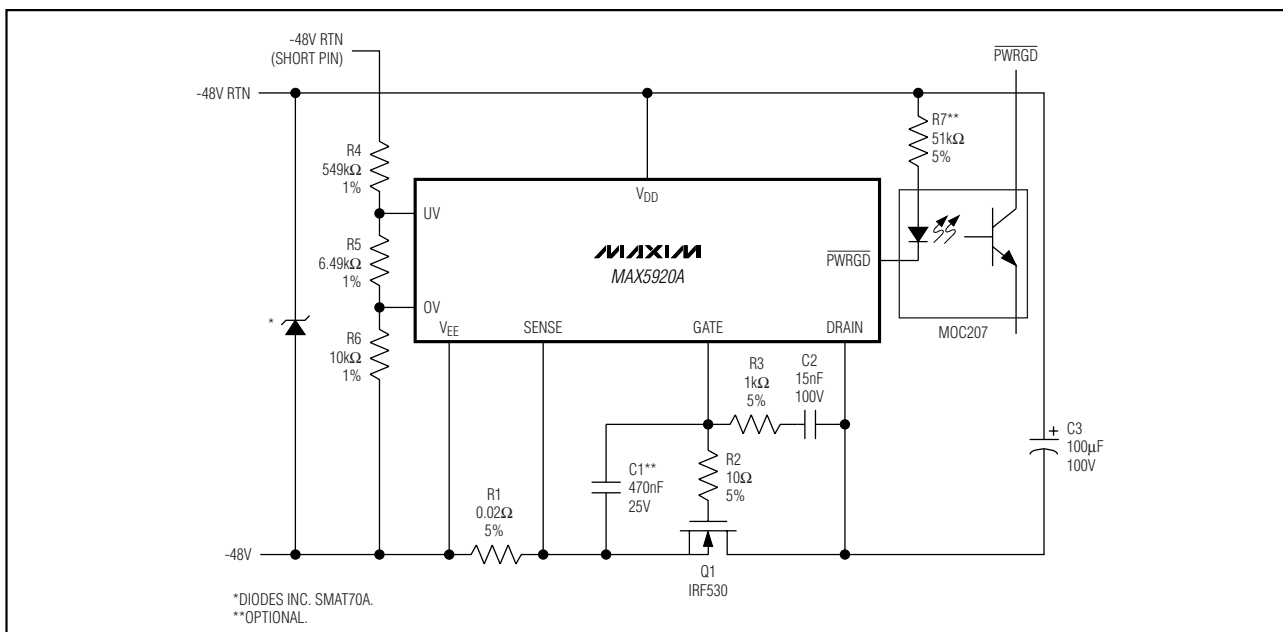 -48V RTN
(SHORT PIN)
PWRGD
-48V RTN
R4
549kΩ
1%
R7**
51kΩ
5%
VDD
UV
R5
6.49kΩ
1%
MAXIM
MAX5920A
PWRGD
OV
VEE
SENSE
GATE
DRAIN
MOC207
*
R6
10kΩ
1%
R3
1kΩ
5%
C2
15nF
100V
+
C3
100μF
100V
C1**
470nF
25V
R2
10Ω
5%
R1
0.02Ω
5%
-48V
Q1
IRF530
*DIODES INC. SMAT70A.
**OPTIONAL.